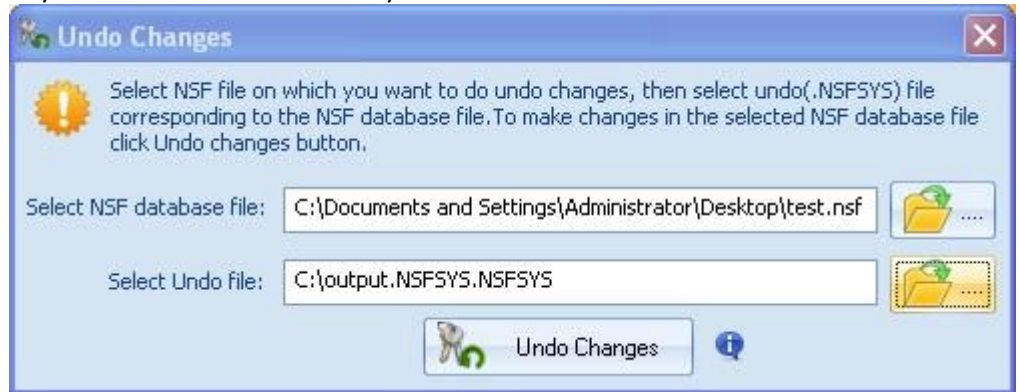 Undo Changes
Select NSF file on which you want to do undo changes, then select undo(.NSFSYS) file
corresponding to the NSF database file.To make changes in the selected NSF database file
click Undo changes button.
Select NSF database file: C:\Documents and Settings\Administrator\Desktop\test.nsf ....
Select Undo file: C:\output.NSFSYS.NSFSYS ....
Undo Changes